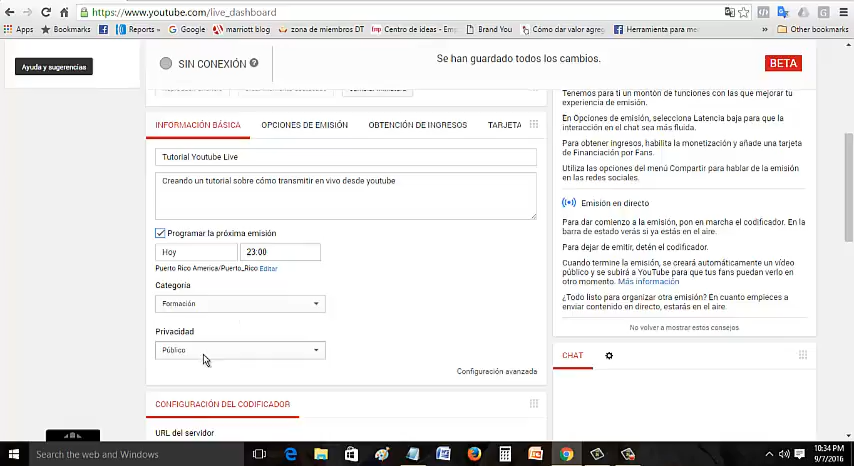 https://www.youtube.com/live_dashboard
Apps
Bookmarks
Reports
Google
marriott blog
zona de miembros DT
Centro de ideas - Em
Brand You
Cómo dar valor agreg
Herramienta para me
Other bookmarks
Ayuda y sugerencias
SIN CONEXIÓN
Se han guardado todos los cambios.
BETA
INFORMACIÓN BÁSICA
OPCIONES DE EMISIÓN
OBTENCIÓN DE INGRESOS
TARJETA
Tutorial Youtube Live
Creando un tutorial sobre cómo transmitir en vivo desde youtube
Programar la próxima emisión
Hoy
23:00
Puerto Rico America/Puerto_Rico Editar
Categoría
Formación
Privacidad
Público
Configuración avanzada
CONFIGURACIÓN DEL CODIFICADOR
URL del servidor
Tenemos para ti un montón de funciones con las que mejorar tu
experiencia de emisión.
En Opciones de emisión, selecciona Latencia baja para que la
interacción en el chat sea más fluida.
Para obtener ingresos, habilita la monetización y añade una tarjeta
de Financiación por Fans.
Utiliza las opciones del menú Compartir para hablar de la emisión
en las redes sociales.
Emisión en directo
Para dar comienzo a la emisión, pon en marcha el codificador. En la
barra de estado verás si ya estás en el aire.
Para dejar de emitir, detén el codificador.
Cuando termine la emisión, se creará automáticamente un vídeo
público y se subirá a YouTube para que tus fans puedan verlo en
otro momento. Más información
¿Todo listo para organizar otra emisión? En cuanto empieces a
enviar contenido en directo, estarás en el aire.
No volver a mostrar estos consejos
CHAT
Search the web and Windows
10:34 PM
9/7/2016